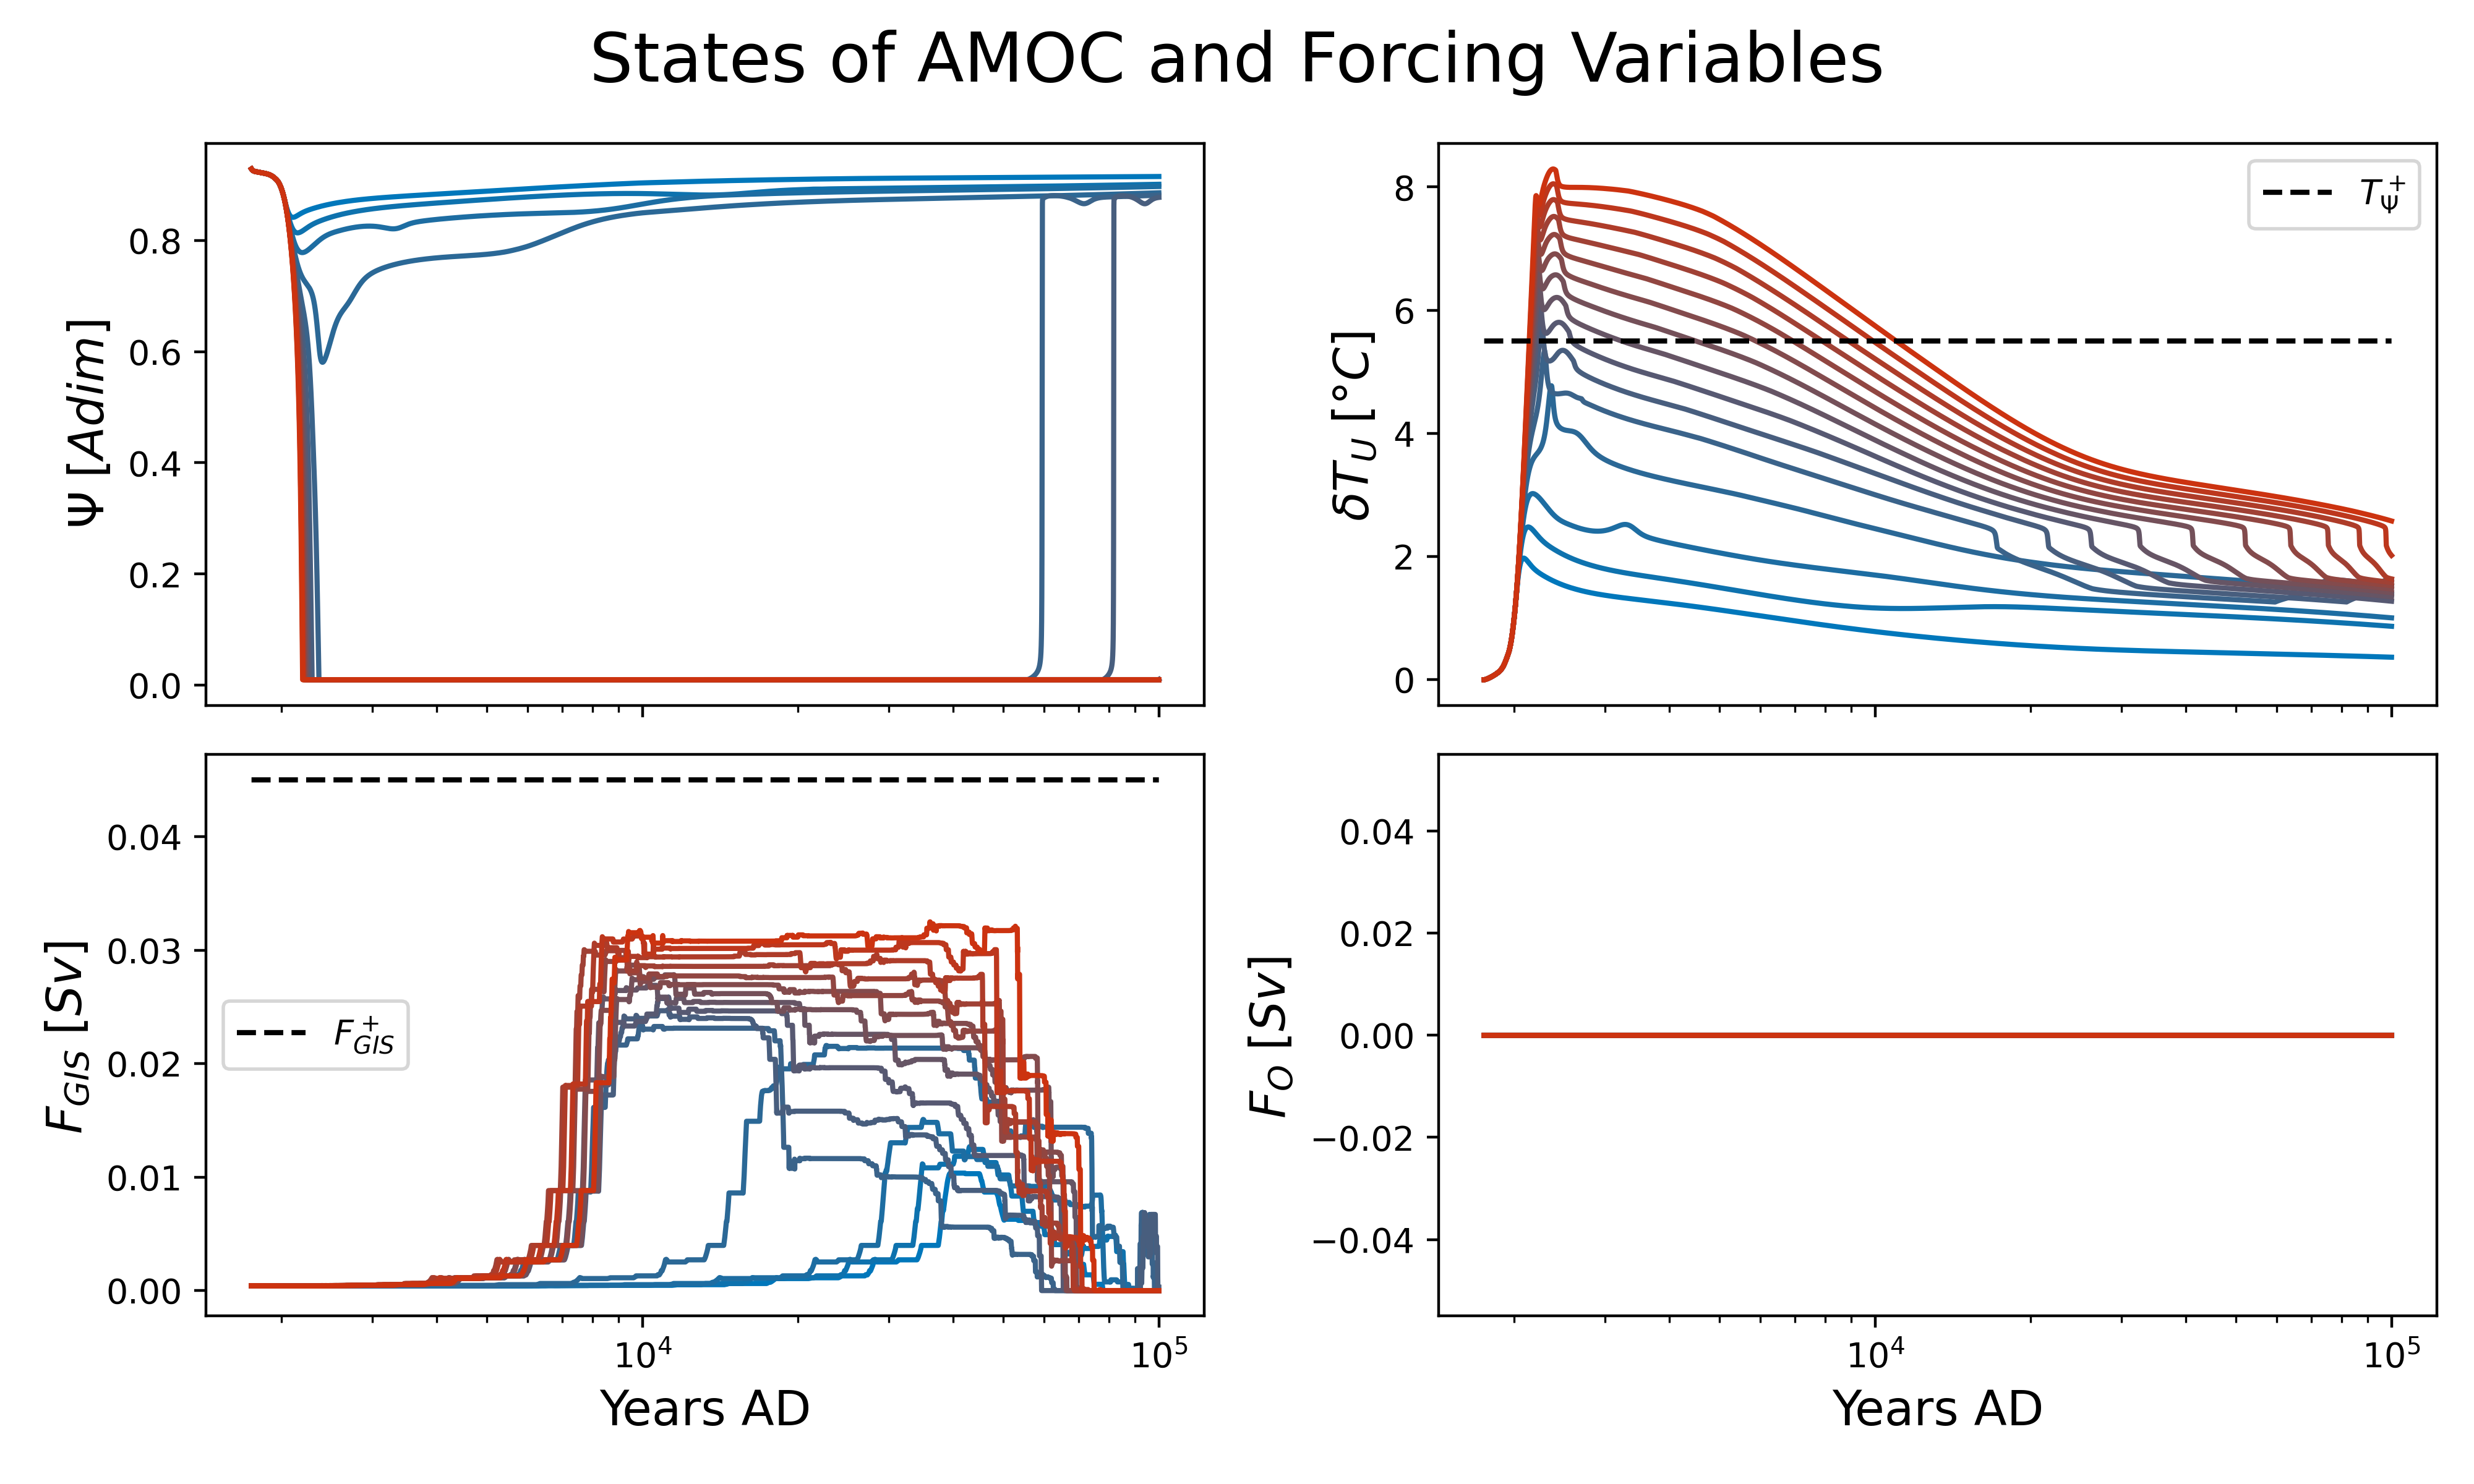 States of AMOC and Forcing Variables
Ψ [Adim]
0.8
0.6
0.4
0.2
0.0
δT_U [°C]
8
6
4
2
0
T_Ψ^+
F_GIS [Sv]
0.04
0.03
0.02
0.01
0.00
F_GIS^+
10^4
10^5
Years AD
F_O [Sv]
0.04
0.02
0.00
−0.02
−0.04
10^4
10^5
Years AD